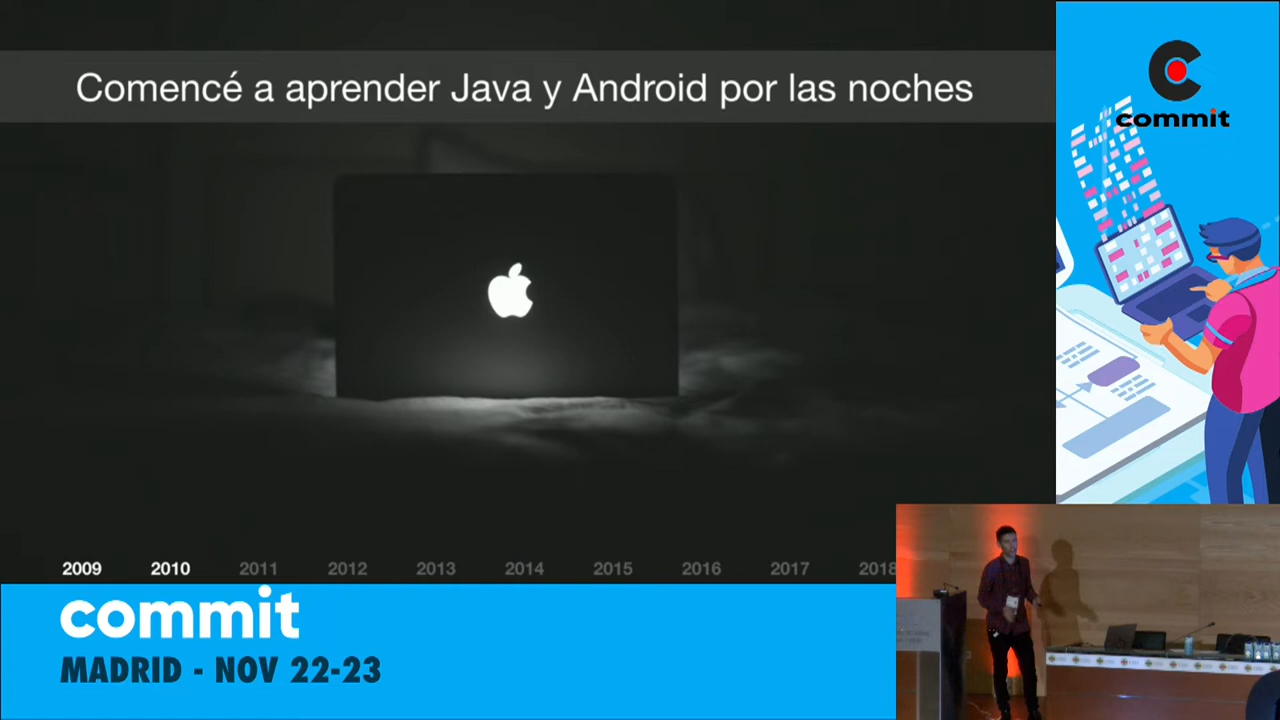 Comencé a aprender Java y Android por las noches
commit
2009 2010 2011 2012 2013 2014 2015 2016 2017 2018
commit
MADRID - NOV 22-23